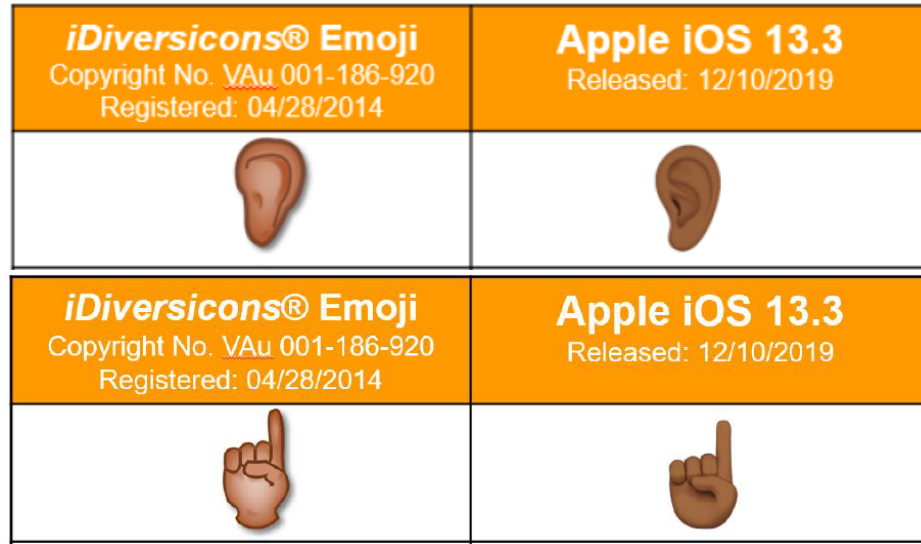 iDiversicons® Emoji
Copyright No. VAu 001-186-920
Registered: 04/28/2014
Apple iOS 13.3
Released: 12/10/2019
iDiversicons® Emoji
Copyright No. VAu 001-186-920
Registered: 04/28/2014
Apple iOS 13.3
Released: 12/10/2019